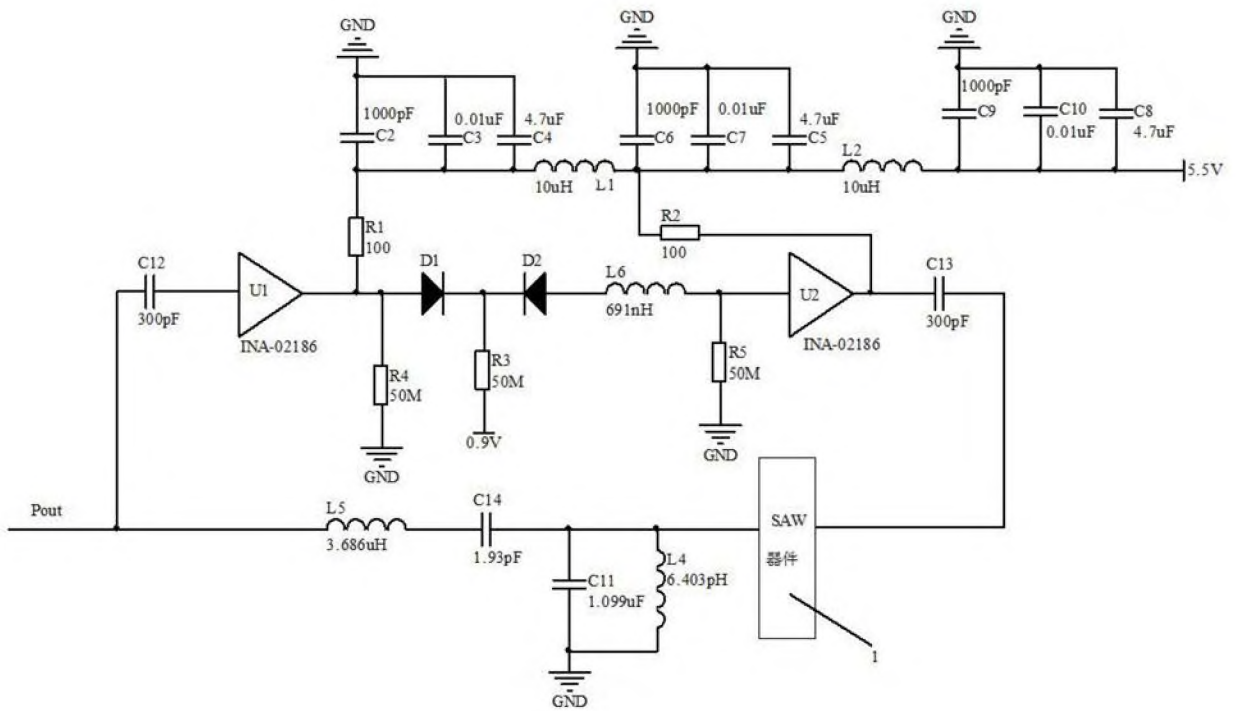 GND
GND
GND
1000pF
C2
0.01uF
C3
4.7uF
C4
1000pF
C6
0.01uF
C7
4.7uF
C5
1000pF
C9
C10
0.01uF
C8
4.7uF
10uH
L1
L2
10uH
5.5V
R1
100
R2
100
C12
300pF
U1
INA-02186
D1
D2
L6
691nH
U2
INA-02186
C13
300pF
R4
50M
GND
R3
50M
0.9V
R5
50M
GND
Pout
L5
3.686uH
C14
1.93pF
C11
1.099uF
L4
6.403pH
GND
SAW
器件
1